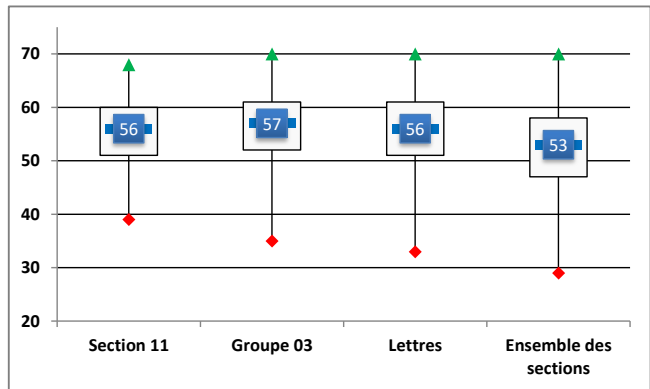 70
60
50
40
30
20
56
57
56
53
Section 11
Groupe 03
Lettres
Ensemble des
sections